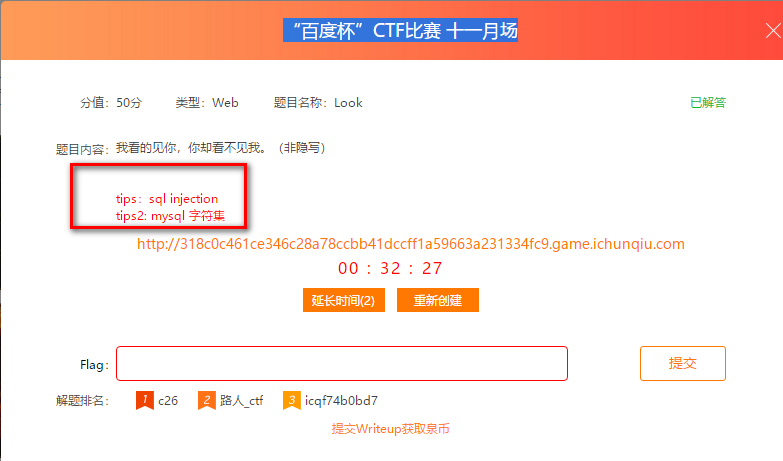 “百度杯”CTF比赛 十一月场
分值：50分 类型：Web 题目名称：Look 已解答
题目内容：我看的见你，你却看不见我。（非隐写）
tips：sql injection
tips2: mysql 字符集
http://318c0c461ce346c28a78ccbb41dccff1a59663a231334fc9.game.ichunqiu.com
00 : 32 : 27
延长时间(2) 重新创建
Flag： 提交
解题排名： 1 c26 2 路人_ctf 3 icqf74b0bd7
提交Writeup获取泉币